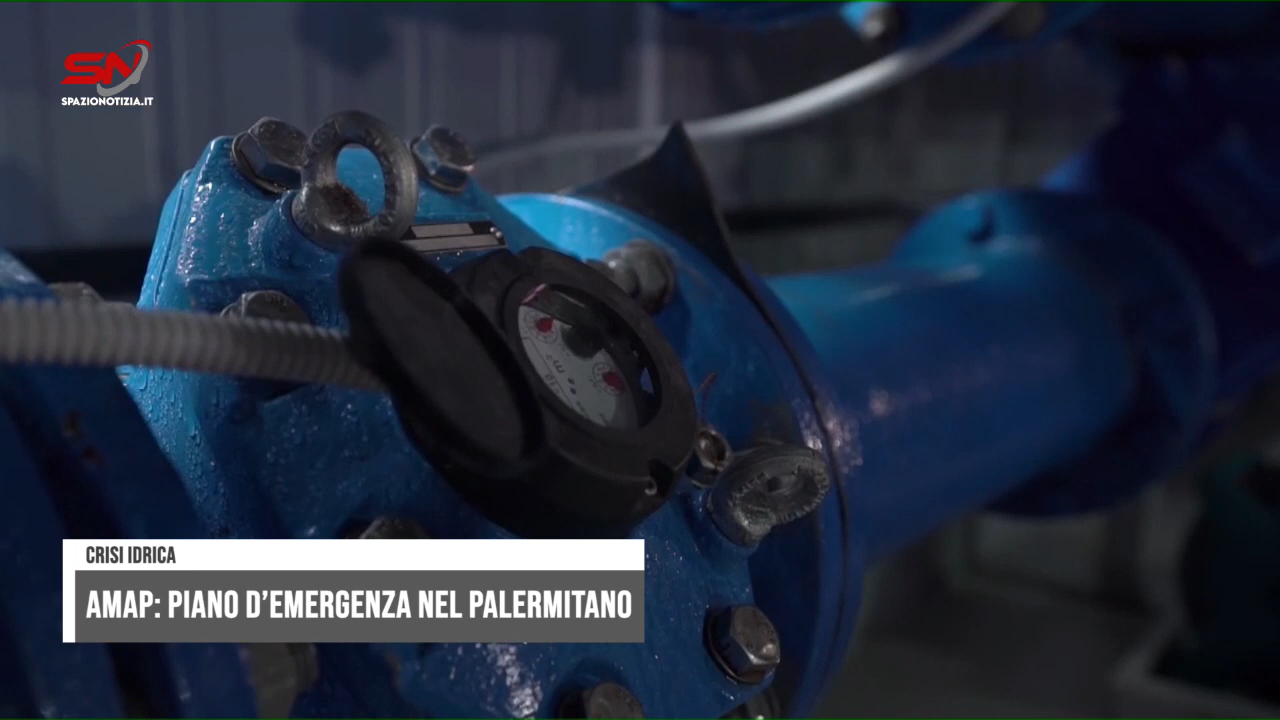 SN
SPAZIONOTIZIA.IT
CRISI IDRICA
AMAP: PIANO D’EMERGENZA NEL PALERMITANO